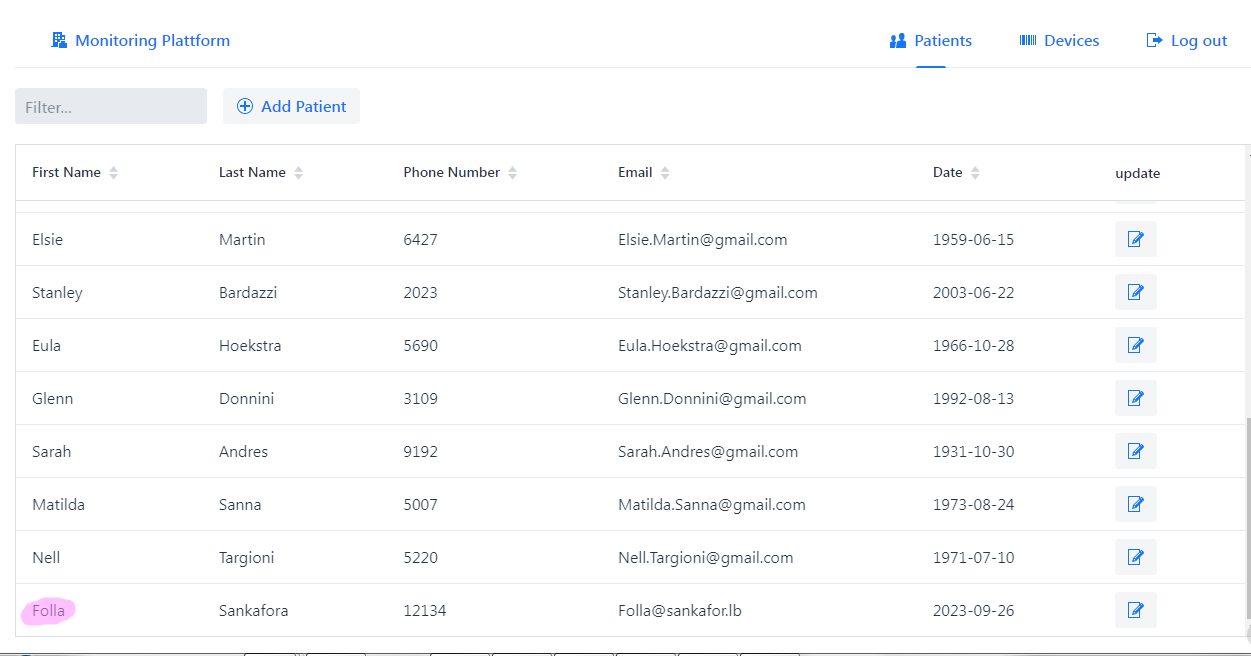 Monitoring Plattform Patients Devices Log out
Filter... Add Patient
First Name Last Name Phone Number Email Date update
Elsie Martin 6427 Elsie.Martin@gmail.com 1959-06-15
Stanley Bardazzi 2023 Stanley.Bardazzi@gmail.com 2003-06-22
Eula Hoekstra 5690 Eula.Hoekstra@gmail.com 1966-10-28
Glenn Donnini 3109 Glenn.Donnini@gmail.com 1992-08-13
Sarah Andres 9192 Sarah.Andres@gmail.com 1931-10-30
Matilda Sanna 5007 Matilda.Sanna@gmail.com 1973-08-24
Nell Targioni 5220 Nell.Targioni@gmail.com 1971-07-10
Folla Sankafora 12134 Folla@sankafor.lb 2023-09-26